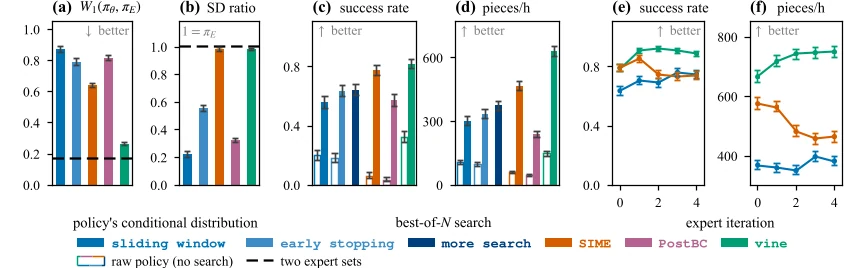 (a) W₁(πθ, πE) (b) SD ratio (c) success rate (d) pieces/h (e) success rate (f) pieces/h
↓ better 1 = πE ↑ better ↑ better ↑ better ↑ better
1.0 0.8 0.6 0.4 0.2 0.0
1.0 0.8 0.6 0.4 0.2 0.0
0.8 0.4 0.0
600 300 0
0.8 0.4 0.0
800 600 400
0 2 4 0 2 4
policy's conditional distribution best-of-N search expert iteration
sliding window early stopping more search SIME PostBC vine
raw policy (no search) two expert sets